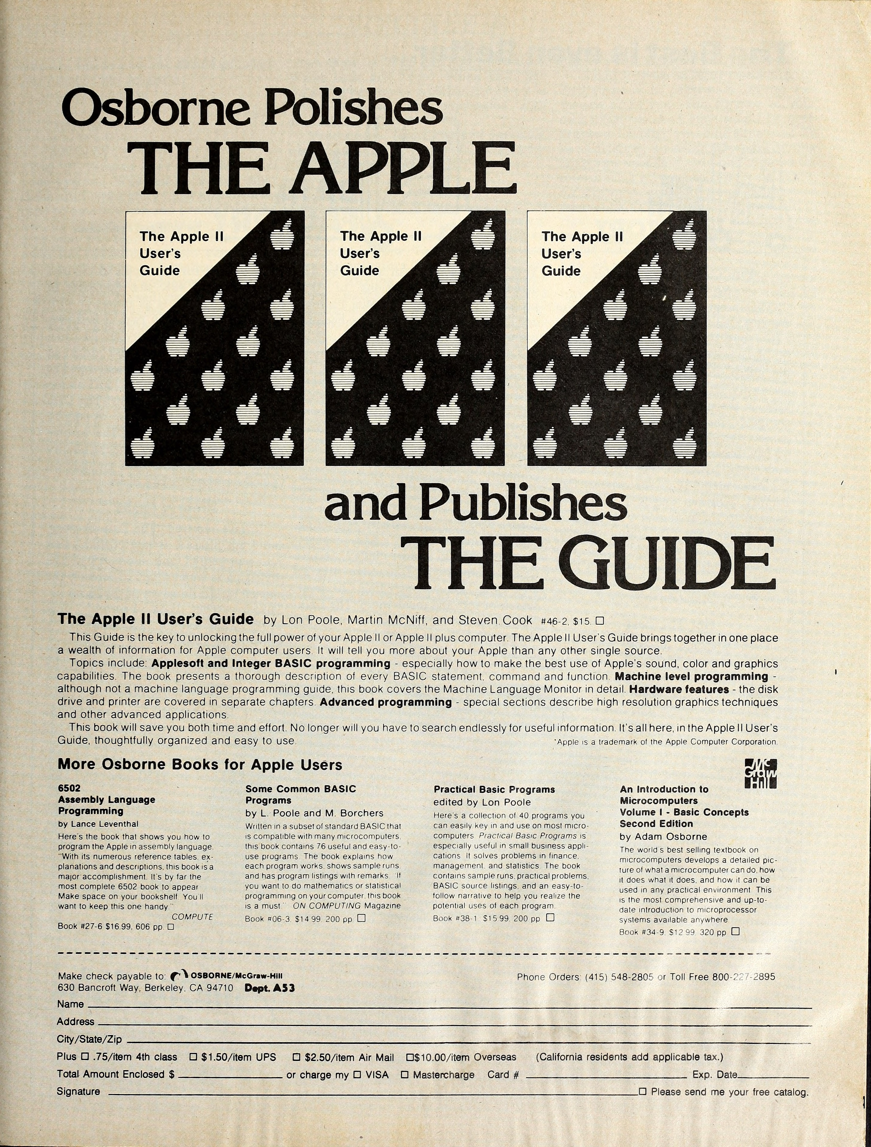 Osborne Polishes
THE APPLE
The Apple II
User's
Guide
The Apple II
User's
Guide
The Apple II
User's
Guide
and Publishes
THE GUIDE
The Apple II User's Guide by Lon Poole, Martin McNiff, and Steven Cook #46-2, $15 □
This Guide is the key to unlocking the full power of your Apple II or Apple II plus computer. The Apple II User's Guide brings together in one place
a wealth of information for Apple computer users. It will tell you more about your Apple than any other single source.
Topics include: Applesoft and Integer BASIC programming - especially how to make the best use of Apple's sound, color and graphics
capabilities. The book presents a thorough description of every BASIC statement, command and function. Machine level programming -
although not a machine language programming guide, this book covers the Machine Language Monitor in detail. Hardware features - the disk
drive and printer are covered in separate chapters. Advanced programming - special sections describe high resolution graphics techniques
and other advanced applications.
This book will save you both time and effort. No longer will you have to search endlessly for useful information. It's all here, in the Apple II User's
Guide, thoughtfully organized and easy to use.
*Apple is a trademark of the Apple Computer Corporation.
More Osborne Books for Apple Users
Mc
Graw
Hill
6502
Assembly Language
Programming
by Lance Leventhal
Here's the book that shows you how to
program the Apple in assembly language.
"With its numerous reference tables, ex-
planations and descriptions, this book is a
major accomplishment. It's by far the
most complete 6502 book to appear.
Make space on your bookshelf. You'll
want to keep this one handy."
COMPUTE
Book #27-6 $16.99, 606 pp. □
Some Common BASIC
Programs
by L. Poole and M. Borchers
Written in a subset of standard BASIC that
is compatible with many microcomputers,
this book contains 76 useful and easy-to-
use programs. The book explains how
each program works, shows sample runs
and has program listings with remarks. "If
you want to do mathematics or statistical
programming on your computer, this book
is a must." ON COMPUTING Magazine
Book #06-3 $14.99 200 pp. □
Practical Basic Programs
edited by Lon Poole
Here's a collection of 40 programs you
can easily key in and use on most micro-
computers. Practical Basic Programs is
especially useful in small business appli-
cations. It solves problems in finance,
management, and statistics. The book
contains sample runs, practical problems,
BASIC source listings, and an easy-to-
follow narrative to help you realize the
potential uses of each program.
Book #38-1 $15.99 200 pp. □
An Introduction to
Microcomputers
Volume I - Basic Concepts
Second Edition
by Adam Osborne
The world's best selling textbook on
microcomputers develops a detailed pic-
ture of what a microcomputer can do, how
it does what it does, and how it can be
used in any practical environment. This
is the most comprehensive and up-to-
date introduction to microprocessor
systems available anywhere.
Book #34-9 $12.99 320 pp. □
Make check payable to: OSBORNE/McGraw-Hill
630 Bancroft Way, Berkeley, CA 94710 Dept. A53
Phone Orders: (415) 548-2805 or Toll Free 800-227-2895
Name
Address
City/State/Zip
Plus □ .75/item 4th class □ $1.50/item UPS □ $2.50/item Air Mail □ $10.00/item Overseas (California residents add applicable tax.)
Total Amount Enclosed $ or charge my □ VISA □ Mastercharge Card # Exp. Date
Signature □ Please send me your free catalog.